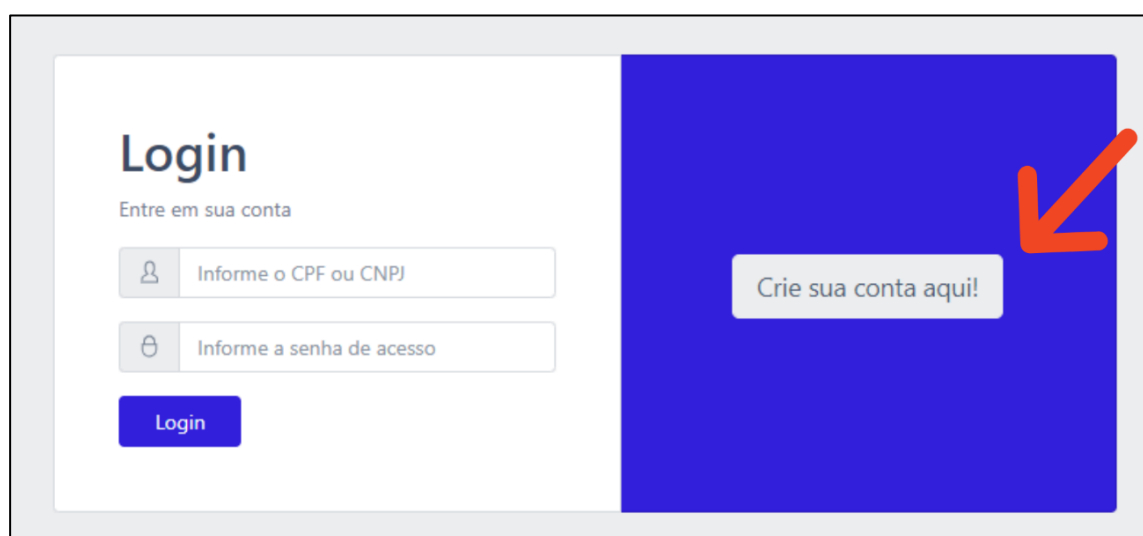 Login
Entre em sua conta
Informe o CPF ou CNPJ
Informe a senha de acesso
Login
Crie sua conta aqui!